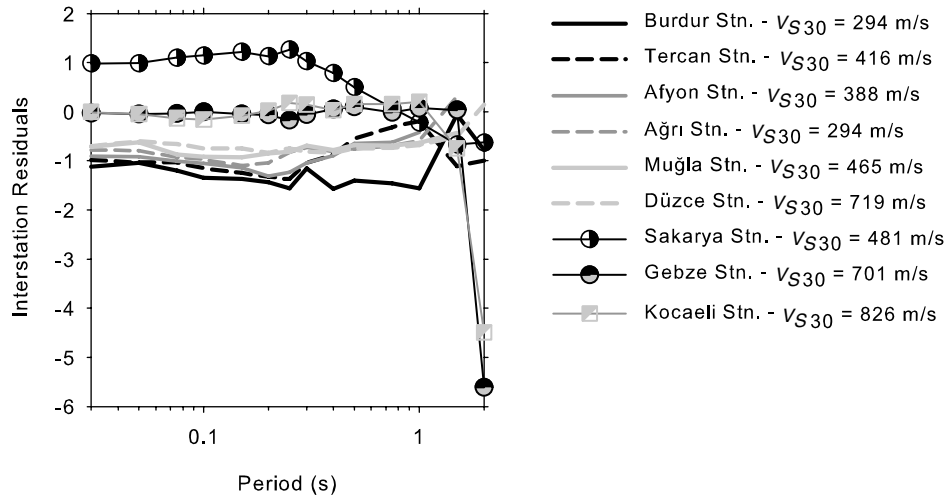 2
1
0
-1
-2
-3
-4
-5
-6
Interstation Residuals
0.1
1
Period (s)
Burdur Stn. - VS30 = 294 m/s
Tercan Stn. - VS30 = 416 m/s
Afyon Stn. - VS30 = 388 m/s
Ağrı Stn. - VS30 = 294 m/s
Muğla Stn. - VS30 = 465 m/s
Düzce Stn. - VS30 = 719 m/s
Sakarya Stn. - VS30 = 481 m/s
Gebze Stn. - VS30 = 701 m/s
Kocaeli Stn. - VS30 = 826 m/s